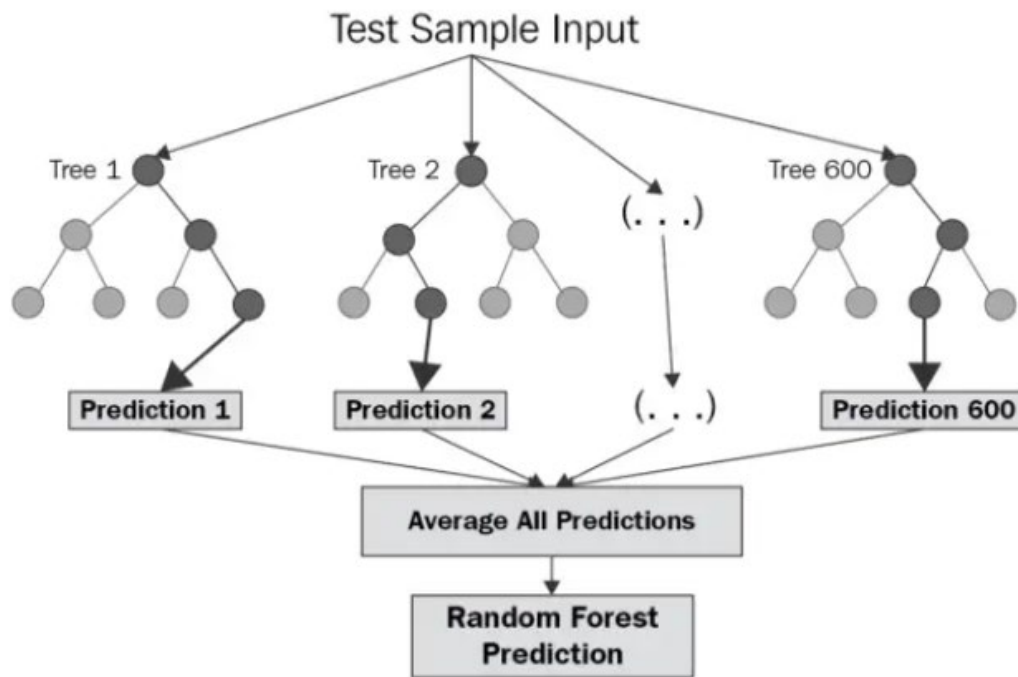 Test Sample Input
Tree 1
Tree 2
Tree 600
(. . .)
Prediction 1
Prediction 2
(. . .)
Prediction 600
Average All Predictions
Random Forest
Prediction